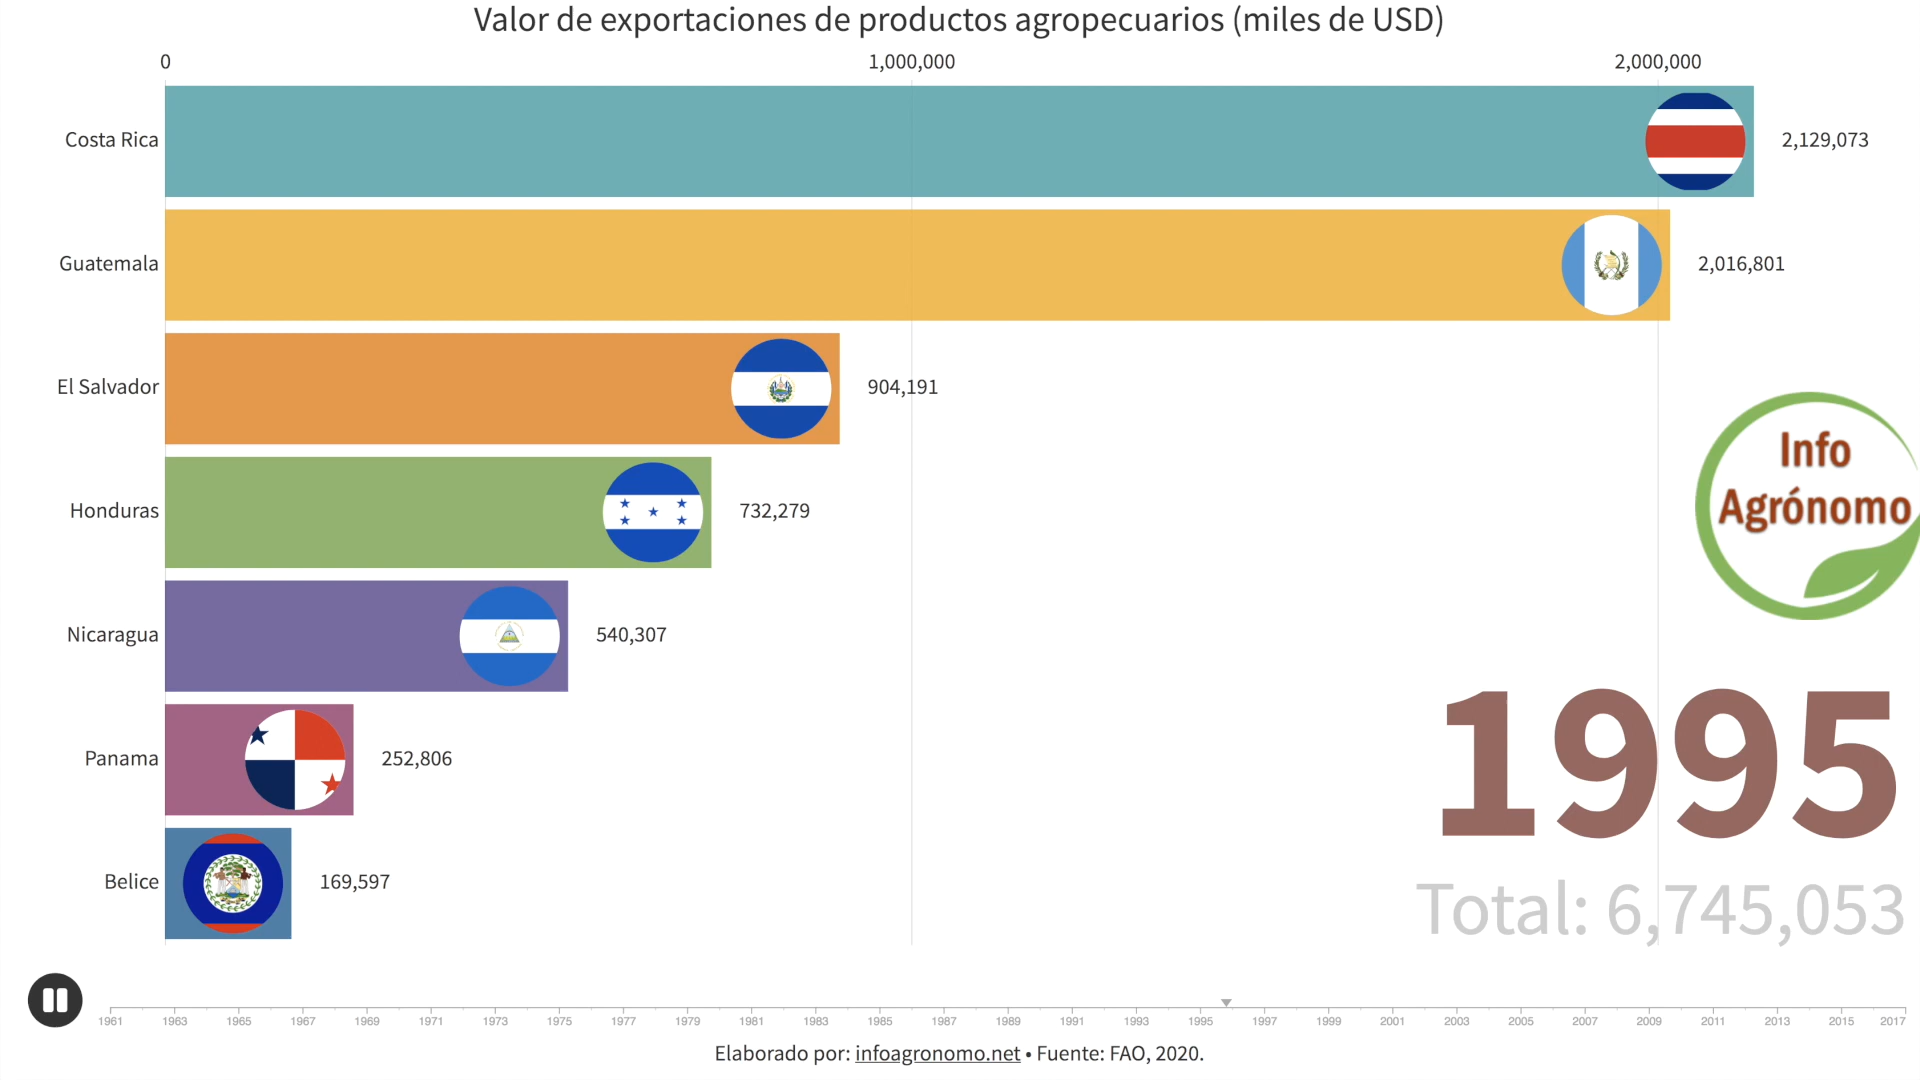 Valor de exportaciones de productos agropecuarios (miles de USD)
0 1,000,000 2,000,000
Costa Rica 2,129,073
Guatemala 2,016,801
El Salvador 904,191
Honduras 732,279
Nicaragua 540,307
Panama 252,806
Belice 169,597
Info
Agrónomo
1995
Total: 6,745,053
1961 1963 1965 1967 1969 1971 1973 1975 1977 1979 1981 1983 1985 1987 1989 1991 1993 1995 1997 1999 2001 2003 2005 2007 2009 2011 2013 2015 2017
Elaborado por: infoagronomo.net • Fuente: FAO, 2020.